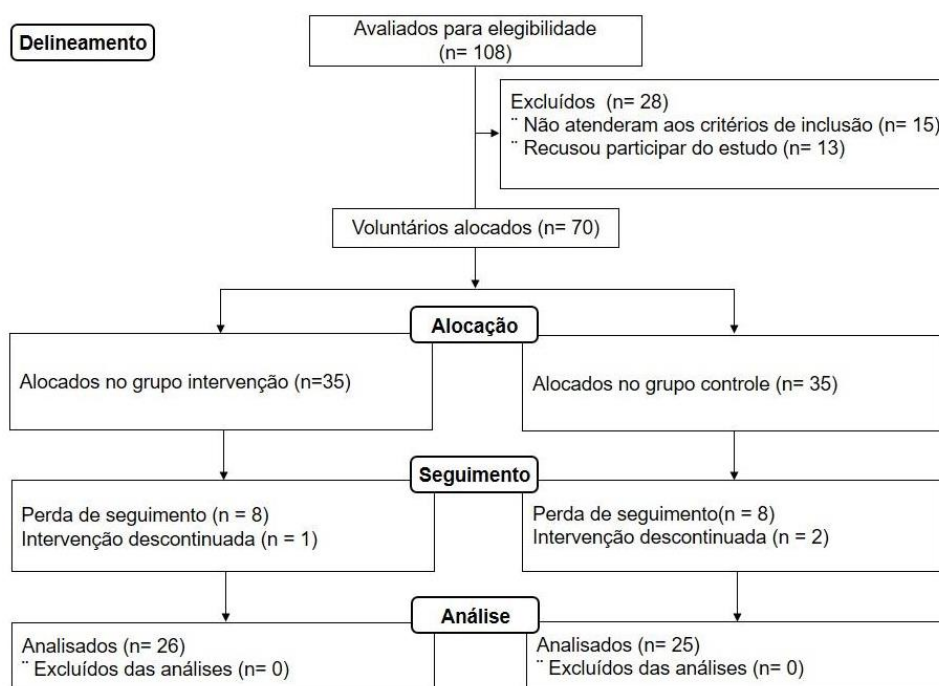 Delineamento
Avaliados para elegibilidade
(n= 108)
Excluídos (n= 28)
¨ Não atenderam aos critérios de inclusão (n= 15)
¨ Recusou participar do estudo (n= 13)
Voluntários alocados (n= 70)
Alocação
Alocados no grupo intervenção (n=35)
Alocados no grupo controle (n= 35)
Seguimento
Perda de seguimento (n = 8)
Intervenção descontinuada (n = 1)
Perda de seguimento(n = 8)
Intervenção descontinuada (n = 2)
Análise
Analisados (n= 26)
¨ Excluídos das análises (n= 0)
Analisados (n= 25)
¨ Excluídos das análises (n= 0)